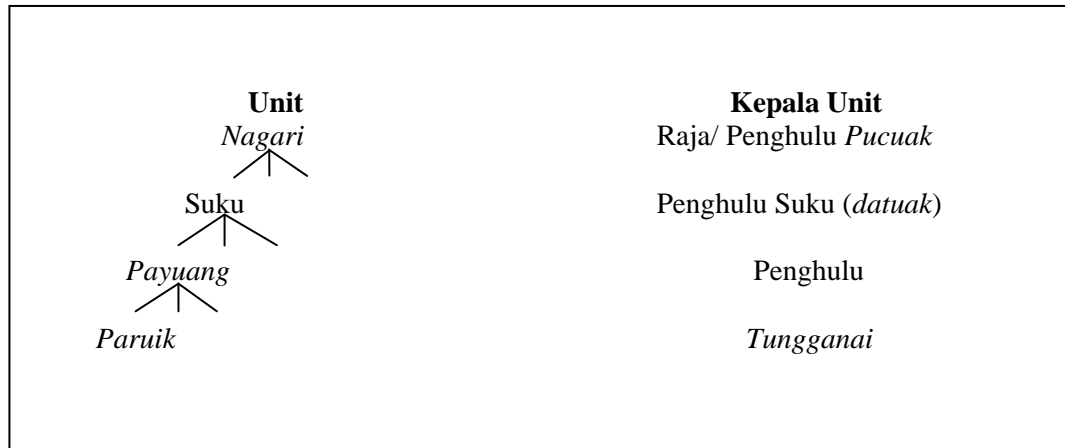 Unit Kepala Unit
Nagari Raja/ Penghulu Pucuak
Suku Penghulu Suku (datuak)
Payuang Penghulu
Paruik Tungganai